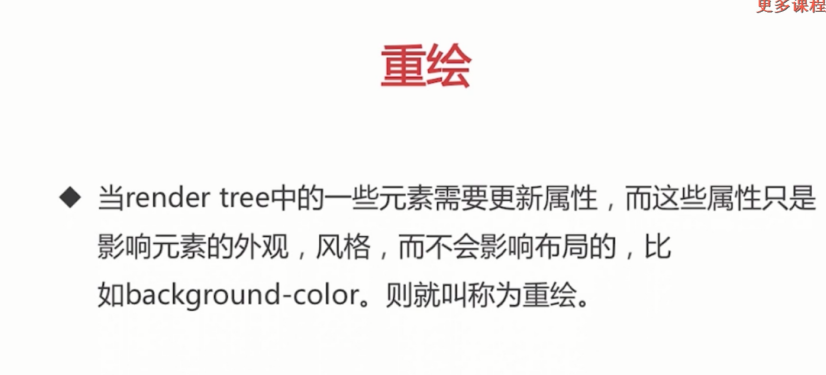 更多课程
重绘
◆ 当render tree中的一些元素需要更新属性，而这些属性只是
影响元素的外观，风格，而不会影响布局的，比
如background-color。则就叫称为重绘。